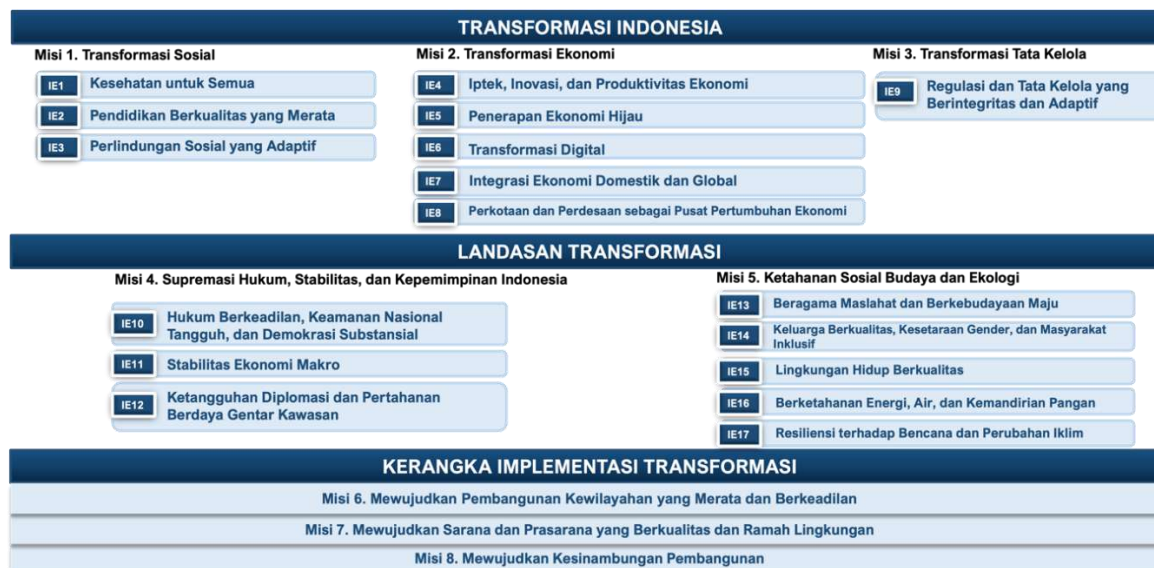 TRANSFORMASI INDONESIA
Misi 1. Transformasi Sosial
IE1 Kesehatan untuk Semua
IE2 Pendidikan Berkualitas yang Merata
IE3 Perlindungan Sosial yang Adaptif
Misi 2. Transformasi Ekonomi
IE4 Iptek, Inovasi, dan Produktivitas Ekonomi
IE5 Penerapan Ekonomi Hijau
IE6 Transformasi Digital
IE7 Integrasi Ekonomi Domestik dan Global
IE8 Perkotaan dan Perdesaan sebagai Pusat Pertumbuhan Ekonomi
Misi 3. Transformasi Tata Kelola
IE9 Regulasi dan Tata Kelola yang
Berintegritas dan Adaptif
LANDASAN TRANSFORMASI
Misi 4. Supremasi Hukum, Stabilitas, dan Kepemimpinan Indonesia
IE10 Hukum Berkeadilan, Keamanan Nasional
Tangguh, dan Demokrasi Substansial
IE11 Stabilitas Ekonomi Makro
IE12 Ketangguhan Diplomasi dan Pertahanan
Berdaya Gentar Kawasan
Misi 5. Ketahanan Sosial Budaya dan Ekologi
IE13 Beragama Maslahat dan Berkebudayaan Maju
IE14 Keluarga Berkualitas, Kesetaraan Gender, dan Masyarakat
Inklusif
IE15 Lingkungan Hidup Berkualitas
IE16 Berketahanan Energi, Air, dan Kemandirian Pangan
IE17 Resiliensi terhadap Bencana dan Perubahan Iklim
KERANGKA IMPLEMENTASI TRANSFORMASI
Misi 6. Mewujudkan Pembangunan Kewilayahan yang Merata dan Berkeadilan
Misi 7. Mewujudkan Sarana dan Prasarana yang Berkualitas dan Ramah Lingkungan
Misi 8. Mewujudkan Kesinambungan Pembangunan